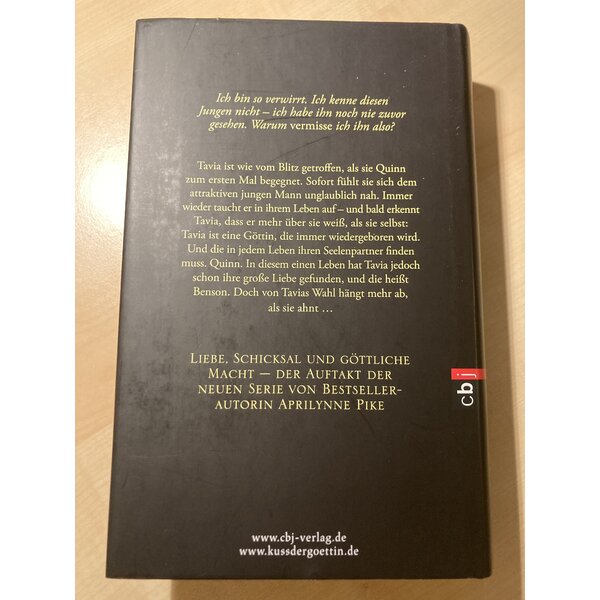 Ich bin so verwirrt. Ich kenne diesen
Jungen nicht – ich habe ihn noch nie zuvor
gesehen. Warum vermisse ich ihn also?
Tavia ist wie vom Blitz getroffen, als sie Quinn
zum ersten Mal begegnet. Sofort fühlt sie sich dem
attraktiven jungen Mann unglaublich nah. Immer
wieder taucht er in ihrem Leben auf – und bald erkennt
Tavia, dass er mehr über sie weiß, als sie selbst:
Tavia ist eine Göttin, die immer wiedergeboren wird.
Und die in jedem Leben ihren Seelenpartner finden
muss. Quinn. In diesem einen Leben hat Tavia jedoch
schon ihre große Liebe gefunden, und die heißt
Benson. Doch von Tavias Wahl hängt mehr ab,
als sie ahnt ...
LIEBE, SCHICKSAL UND GÖTTLICHE
MACHT – DER AUFTAKT DER
NEUEN SERIE VON BESTSELLER-
AUTORIN APRILYNNE PIKE
cbj
www.cbj-verlag.de
www.kussdergoettin.de